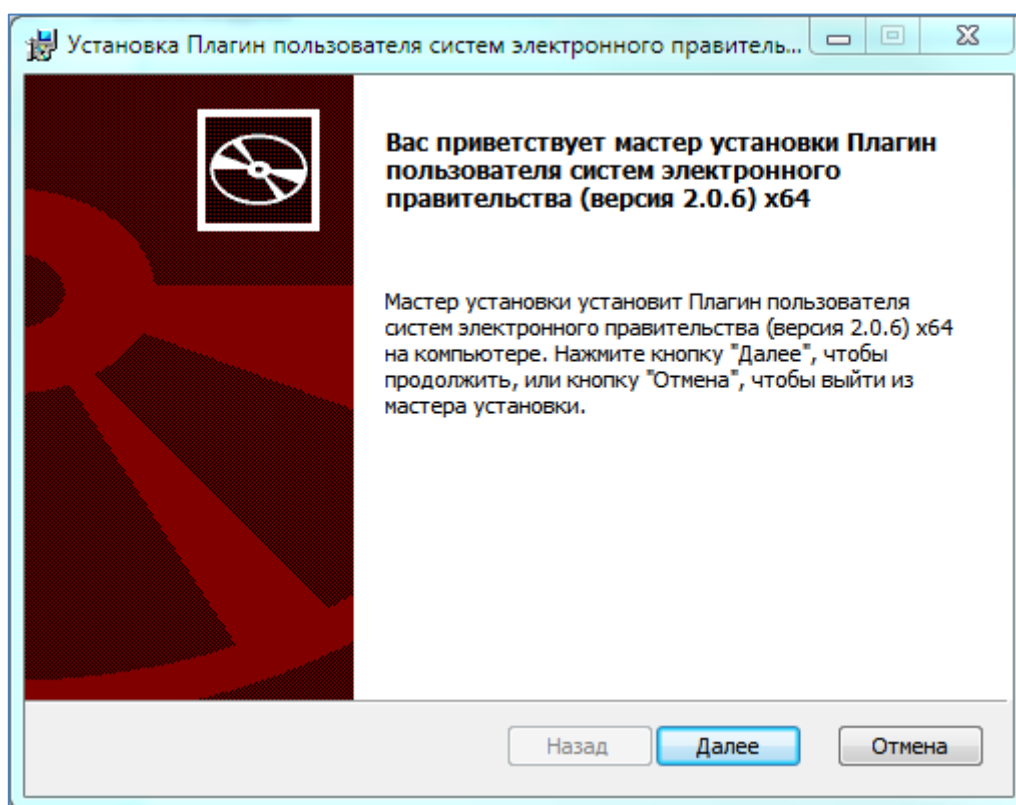 Установка Плагин пользователя систем электронного правитель...
Вас приветствует мастер установки Плагин
пользователя систем электронного
правительства (версия 2.0.6) x64
Мастер установки установит Плагин пользователя
систем электронного правительства (версия 2.0.6) x64
на компьютере. Нажмите кнопку "Далее", чтобы
продолжить, или кнопку "Отмена", чтобы выйти из
мастера установки.
Назад
Далее
Отмена